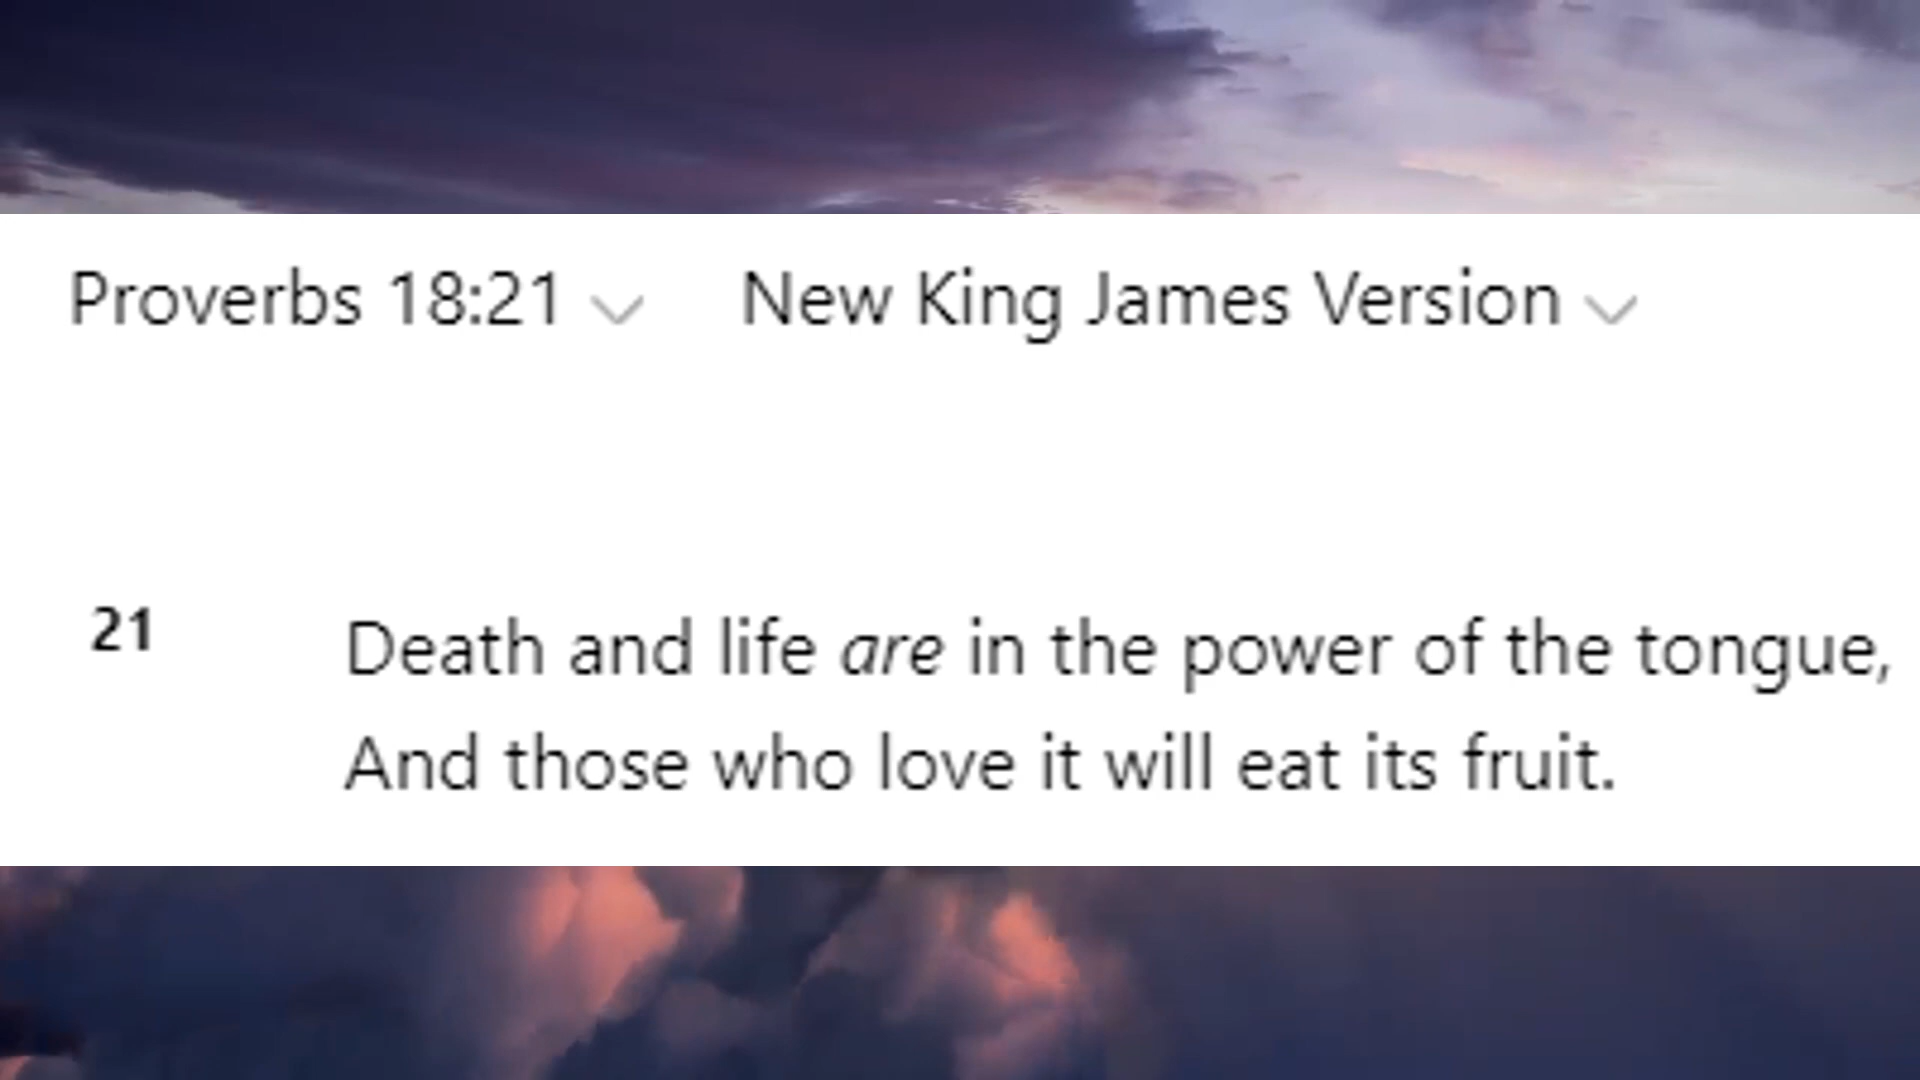 Proverbs 18:21 New King James Version
21 Death and life are in the power of the tongue,
And those who love it will eat its fruit.